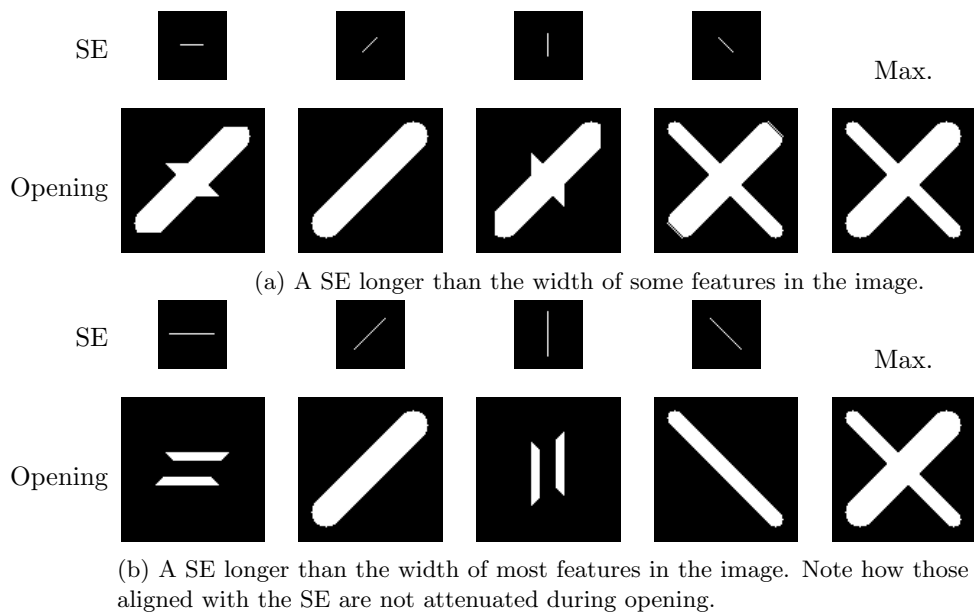 SE
Max.
Opening
(a) A SE longer than the width of some features in the image.
SE
Max.
Opening
(b) A SE longer than the width of most features in the image. Note how those
aligned with the SE are not attenuated during opening.